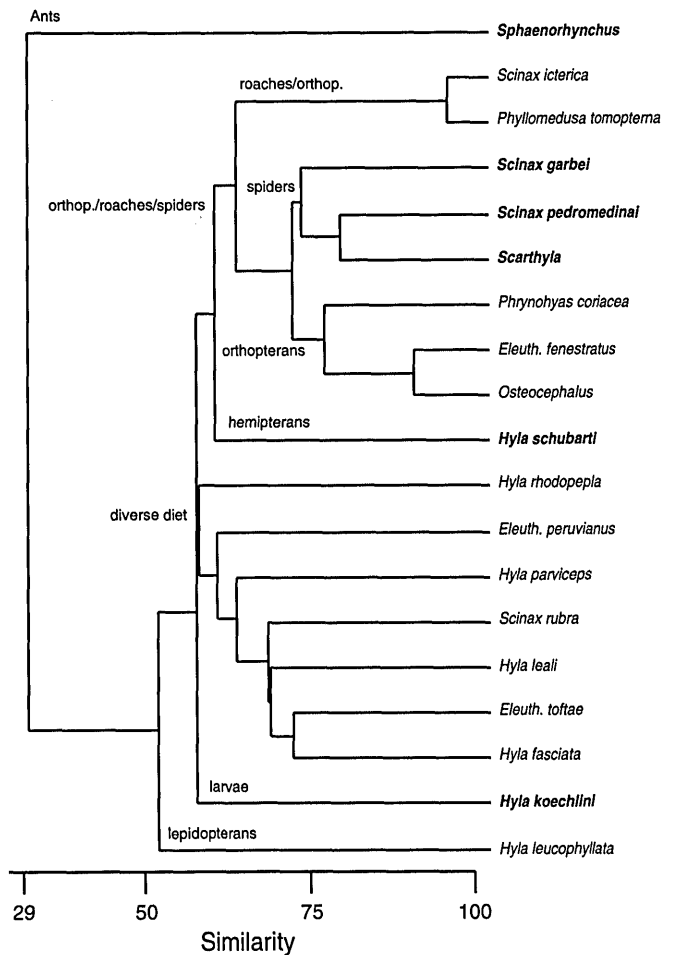 Ants
Sphaenorhynchus
Scinax icterica
roaches/orthop.
Phyllomedusa tomopterna
Scinax garbei
spiders
orthop./roaches/spiders
Scinax pedromedinai
Scarthyla
Phrynohyas coriacea
orthopterans
Eleuth. fenestratus
Osteocephalus
hemipterans
Hyla schubarti
Hyla rhodopepla
diverse diet
Eleuth. peruvianus
Hyla parviceps
Scinax rubra
Hyla leali
Eleuth. toftae
Hyla fasciata
larvae
Hyla koechlini
lepidopterans
Hyla leucophyllata
29 50 75 100
Similarity